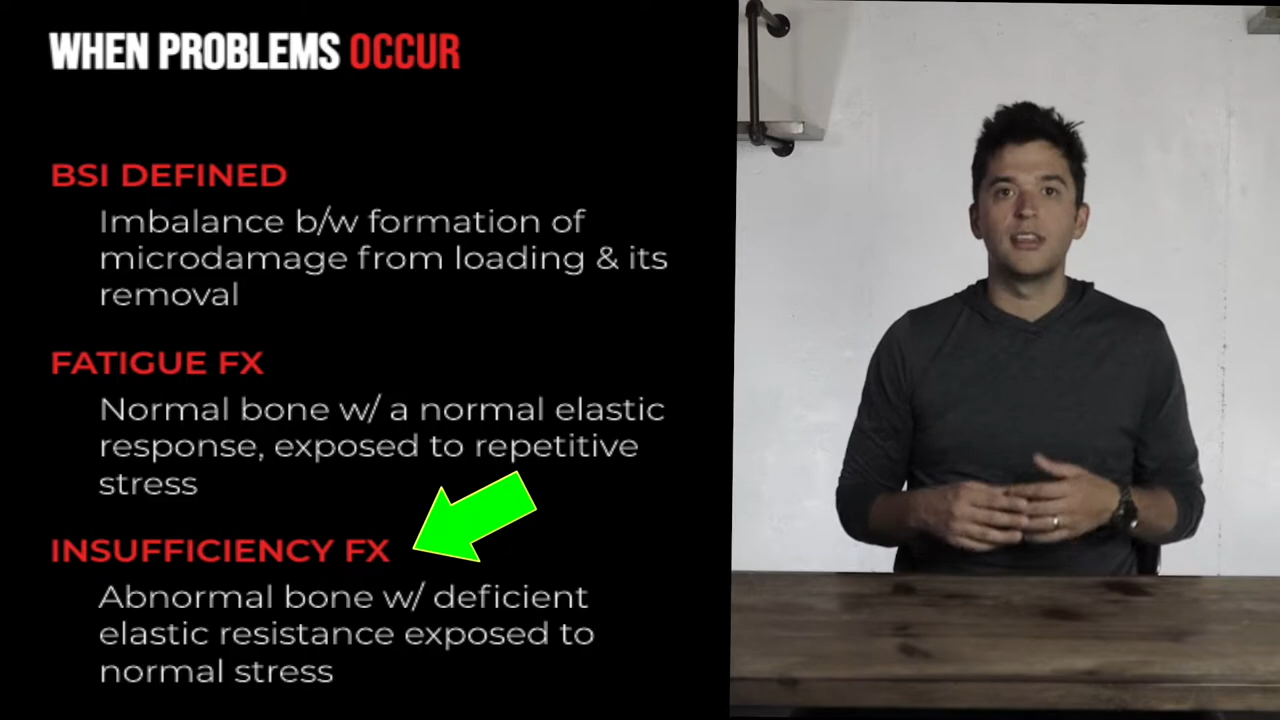 WHEN PROBLEMS OCCUR
BSI DEFINED
Imbalance b/w formation of
microdamage from loading & its
removal
FATIGUE FX
Normal bone w/ a normal elastic
response, exposed to repetitive
stress
INSUFFICIENCY FX
Abnormal bone w/ deficient
elastic resistance exposed to
normal stress